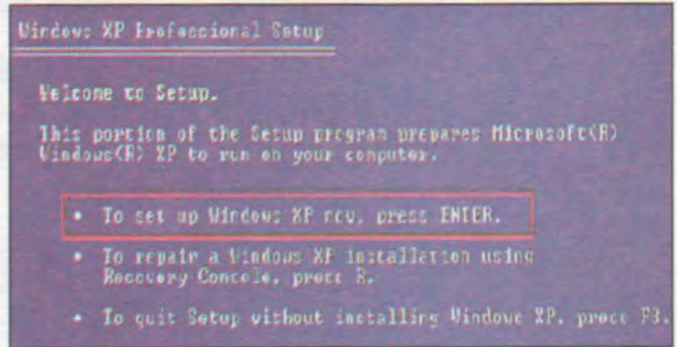 Windows XP Professional Setup
Welcome to Setup.
This portion of the Setup program prepares Microsoft(R)
Windows(R) XP to run on your computer.
• To set up Windows XP now, press ENTER.
• To repair a Windows XP installation using
Recovery Console, press R.
• To quit Setup without installing Windows XP, press F3.